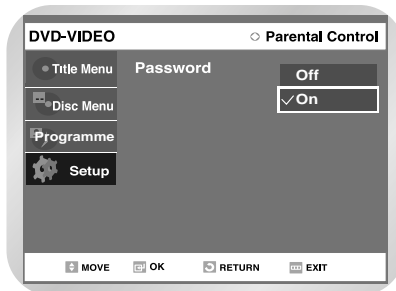 DVD-VIDEO Parental Control
Title Menu Password Off
✓On
Disc Menu
Programme
Setup
MOVE OK RETURN EXIT